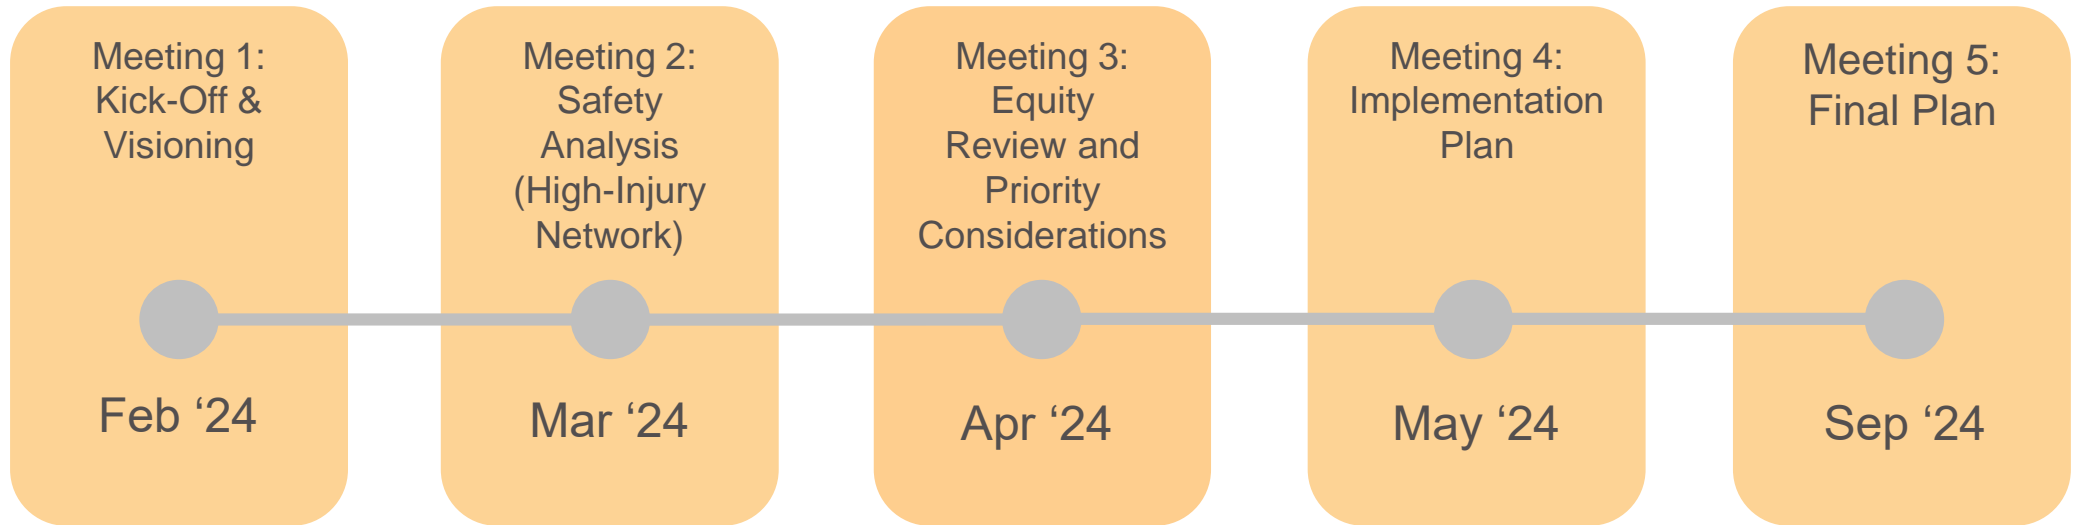 Meeting 1:
Kick-Off &
Visioning
Feb ‘24
Meeting 2:
Safety
Analysis
(High-Injury
Network)
Mar ‘24
Meeting 3:
Equity
Review and
Priority
Considerations
Apr ‘24
Meeting 4:
Implementation
Plan
May ‘24
Meeting 5:
Final Plan
Sep ‘24